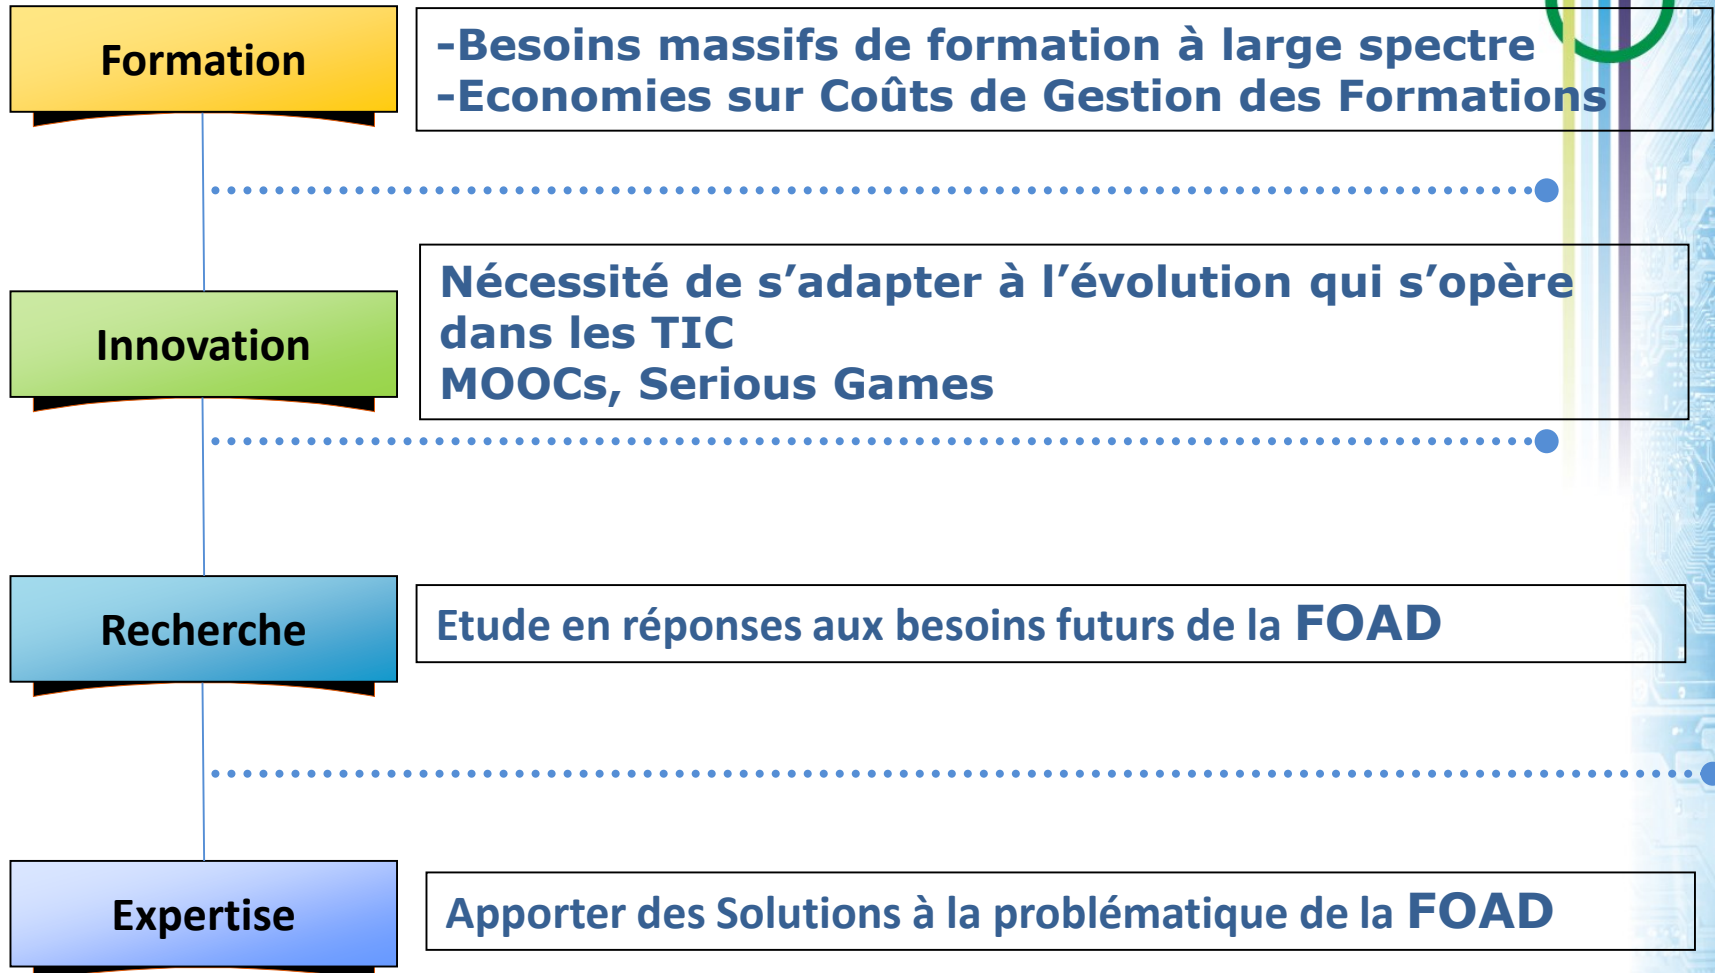 Formation
-Besoins massifs de formation à large spectre
-Economies sur Coûts de Gestion des Formations
Innovation
Nécessité de s’adapter à l’évolution qui s’opère
dans les TIC
MOOCs, Serious Games
Recherche
Etude en réponses aux besoins futurs de la FOAD
Expertise
Apporter des Solutions à la problématique de la FOAD